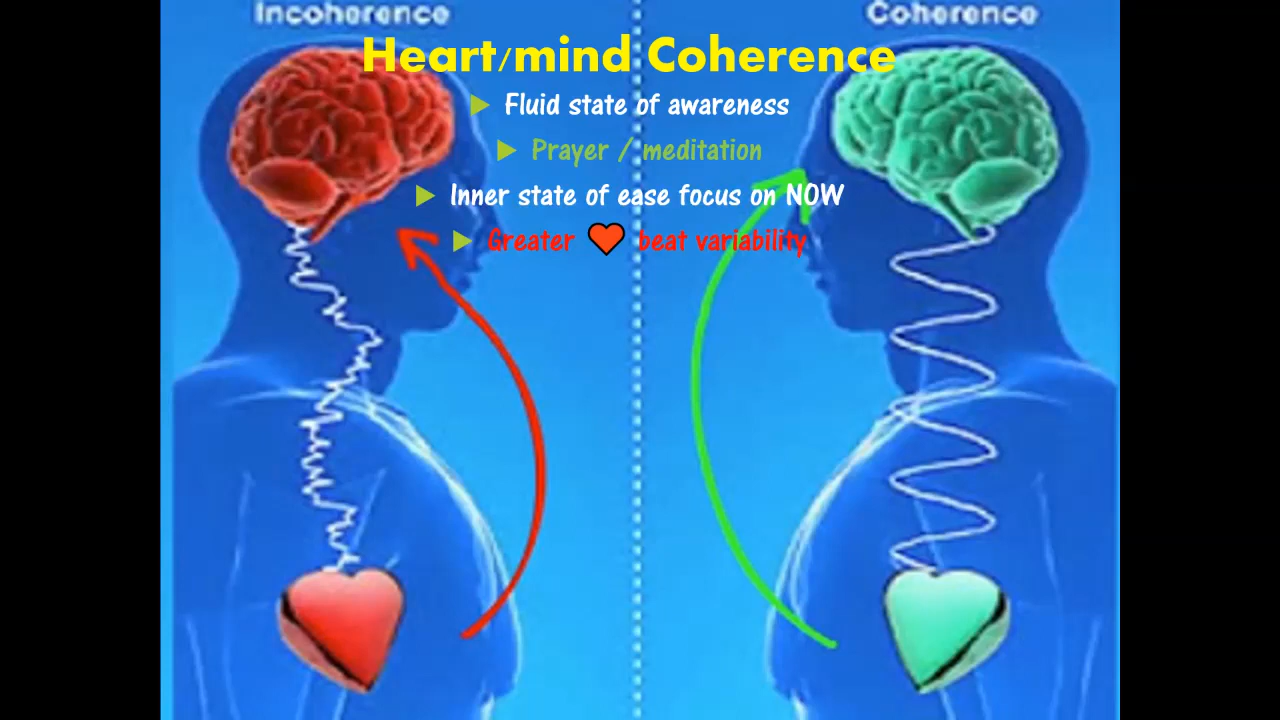 Incoherence
Coherence
Heart/mind Coherence
Fluid state of awareness
Prayer / meditation
Inner state of ease focus on NOW
Greater beat variability